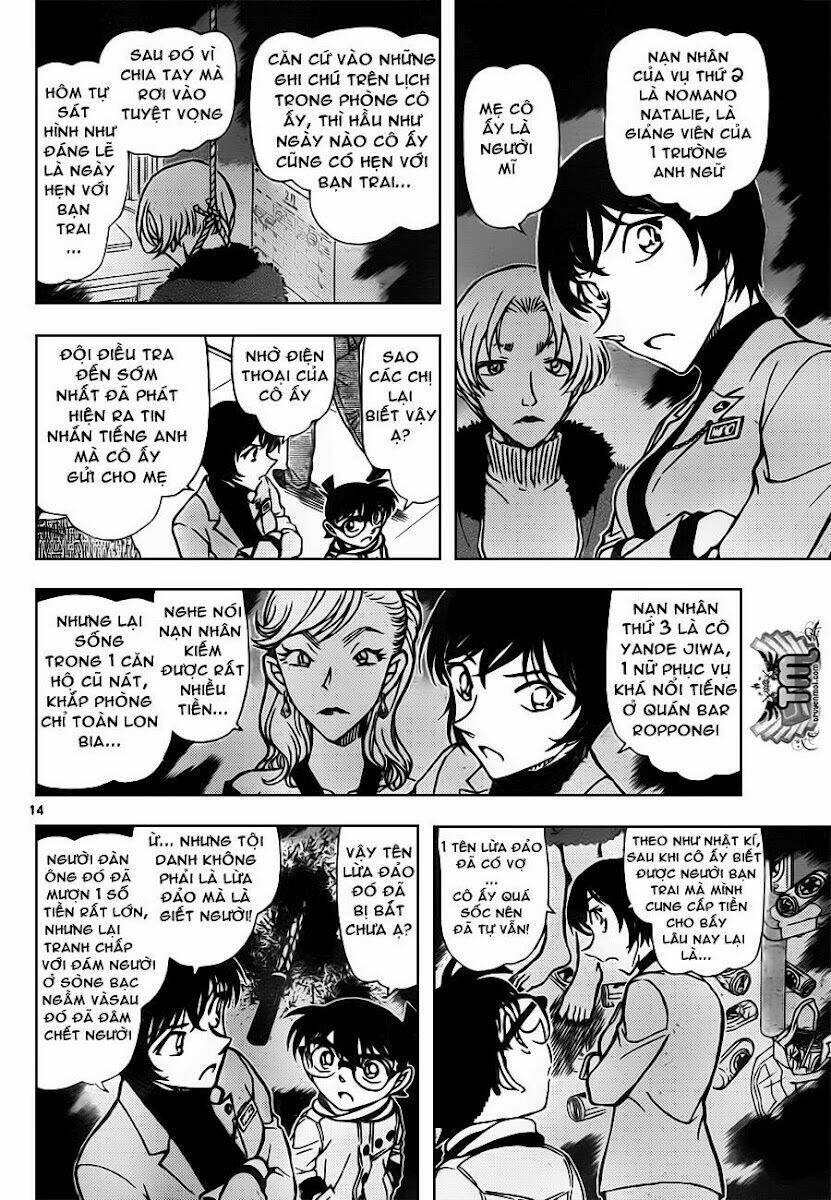 NẠN NHÂN
CỦA VỤ THỨ 2
LÀ NOMANO
NATALIE, LÀ
GIẢNG VIÊN CỦA
1 TRƯỜNG
ANH NGỮ
MẸ CÔ
ẤY LÀ
NGƯỜI
MĨ
CĂN CỨ VÀO NHỮNG
GHI CHÚ TRÊN LỊCH
TRONG PHÒNG CÔ
ẤY, THÌ HẦU NHƯ
NGÀY NÀO CÔ ẤY
CŨNG CÓ HẸN VỚI
BẠN TRAI...
SAU ĐÓ VÌ
CHIA TAY MÀ
RƠI VÀO
TUYỆT VỌNG
HÔM TỰ
SÁT
HÌNH NHƯ
ĐÁNG LẼ
LÀ NGÀY
HẸN VỚI
BẠN
TRAI
...
SAO
CÁC CHỊ
LẠI
BIẾT VẬY
Ạ?
NHỜ ĐIỆN
THOẠI CỦA
CÔ ẤY
ĐỘI ĐIỀU TRA
ĐẾN SỚM
NHẤT ĐÃ PHÁT
HIỆN RA TIN
NHẮN TIẾNG ANH
MÀ CÔ ẤY
GỬI CHO MẸ
NẠN NHÂN
THỨ 3 LÀ CÔ
YANDE JIWA,
1 NỮ PHỤC VỤ
KHÁ NỔI TIẾNG
Ở QUÁN BAR
ROPPONGI
NGHE NÓI
NẠN NHÂN
KIẾM
ĐƯỢC RẤT
NHIỀU
TIỀN...
NHƯNG LẠI
SỐNG
TRONG 1 CĂN
HỘ CŨ NÁT,
KHẮP PHÒNG
CHỈ TOÀN LON
BIA...
TM
truyenmoi.com
14
THEO NHƯ NHẬT KÍ,
SAU KHI CÔ ẤY BIẾT
ĐƯỢC NGƯỜI BẠN
TRAI MÀ MÌNH
CUNG CẤP TIỀN
CHO BẤY
LÂU NAY LẠI
LÀ...
1 TÊN LỪA ĐẢO
ĐÃ CÓ VỢ
...
CÔ ẤY QUÁ
SỐC NÊN
ĐÃ TỰ VẪN!
VẬY TÊN
LỪA ĐẢO
ĐÓ ĐÃ
BỊ BẮT
CHƯA Ạ?
Ừ... NHƯNG TỘI
DANH KHÔNG
PHẢI LÀ LỪA
ĐẢO MÀ LÀ
GIẾT NGƯỜI!
NGƯỜI ĐÀN
ÔNG ĐÓ ĐÃ
MƯỢN 1 SỐ
TIỀN RẤT LỚN,
NHƯNG LẠI
TRANH CHẤP
VỚI ĐÁM NGƯỜI
Ở SÒNG BẠC
NGẦM VÀSAU
ĐÓ ĐÃ ĐÂM
CHẾT NGƯỜI